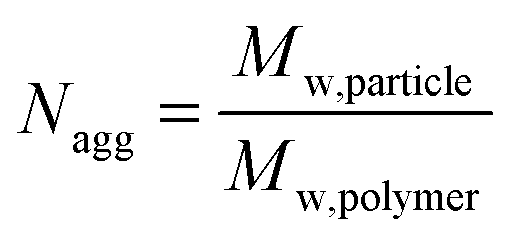 N_agg = M_w,particle / M_w,polymer